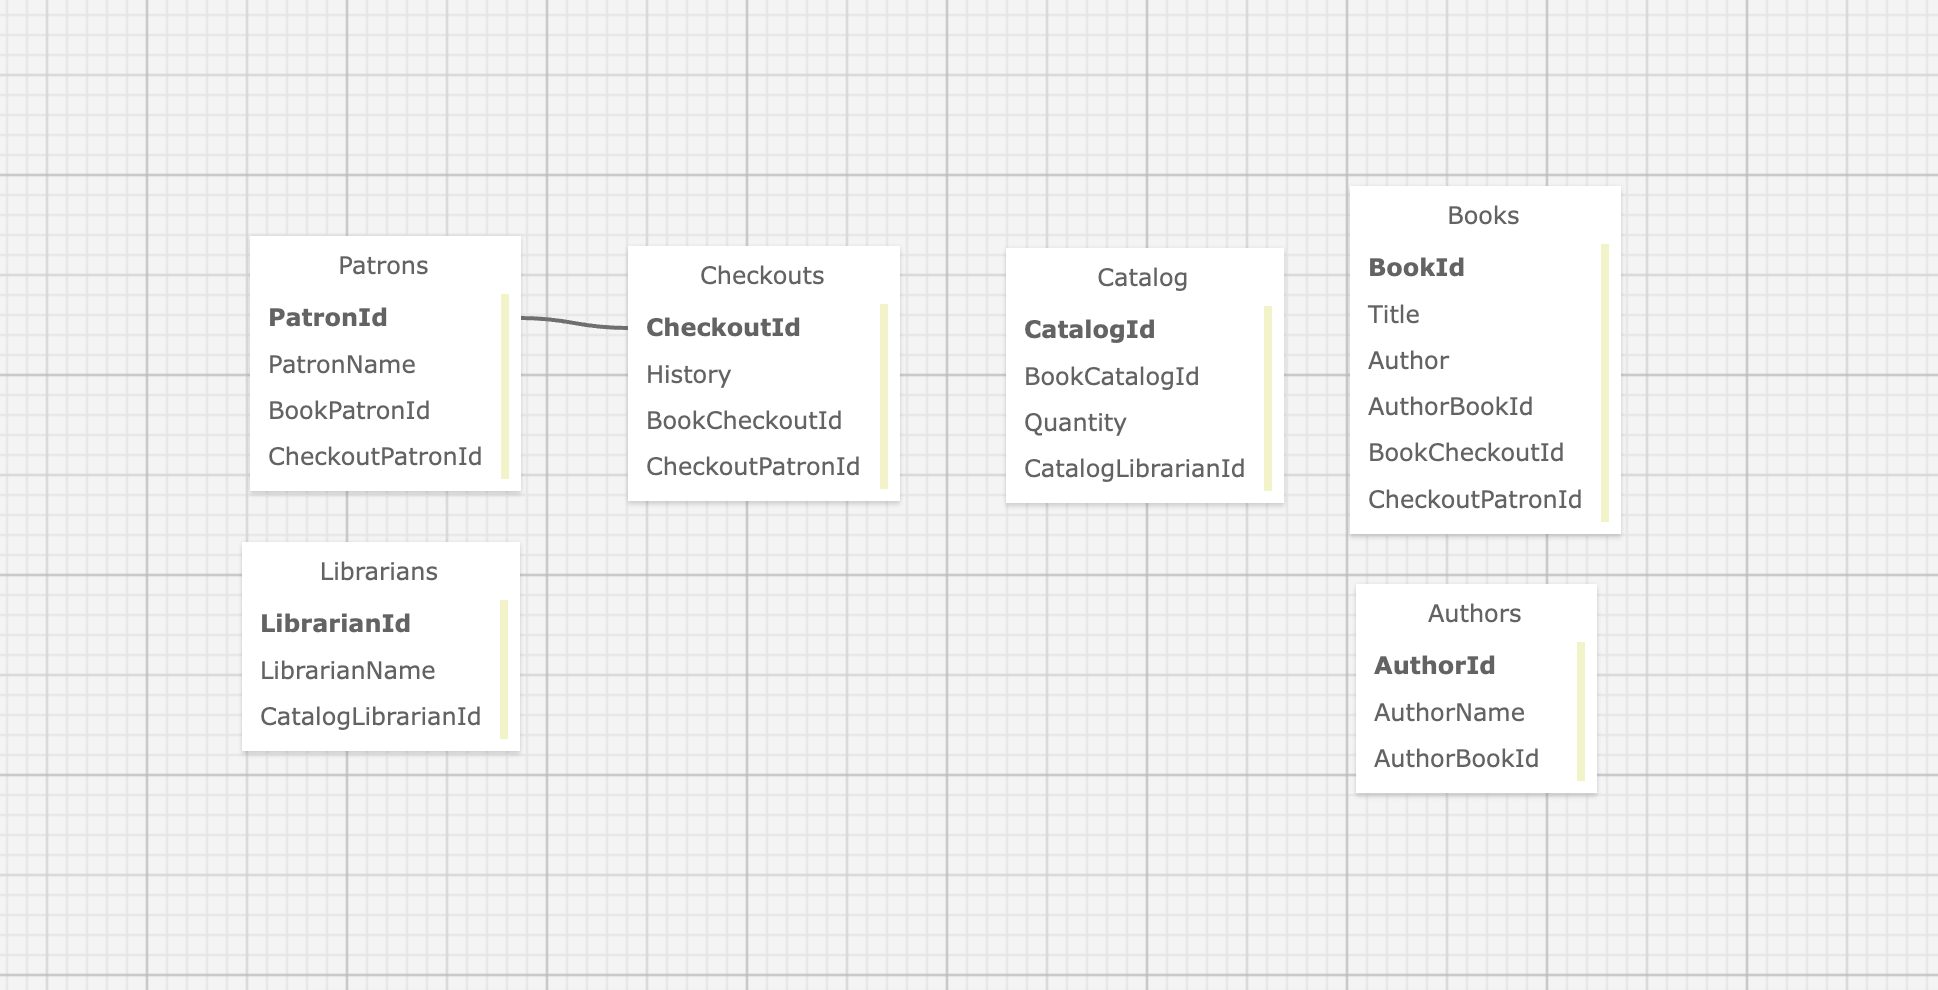 Patrons
PatronId
PatronName
BookPatronId
CheckoutPatronId
Librarians
LibrarianId
LibrarianName
CatalogLibrarianId
Checkouts
CheckoutId
History
BookCheckoutId
CheckoutPatronId
Catalog
CatalogId
BookCatalogId
Quantity
CatalogLibrarianId
Books
BookId
Title
Author
AuthorBookId
BookCheckoutId
CheckoutPatronId
Authors
AuthorId
AuthorName
AuthorBookId